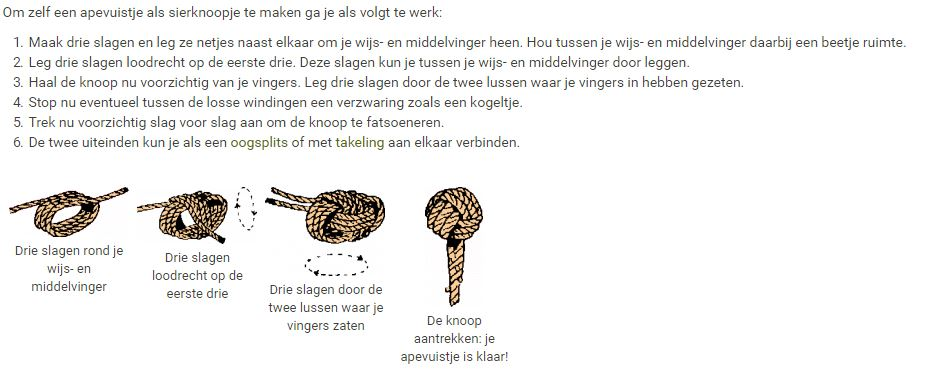 Om zelf een apevuistje als sierknoopje te maken ga je als volgt te werk:
1. Maak drie slagen en leg ze netjes naast elkaar om je wijs- en middelvinger heen. Hou tussen je wijs- en middelvinger daarbij een beetje ruimte.
2. Leg drie slagen loodrecht op de eerste drie. Deze slagen kun je tussen je wijs- en middelvinger door leggen.
3. Haal de knoop nu voorzichtig van je vingers. Leg drie slagen door de twee lussen waar je vingers in hebben gezeten.
4. Stop nu eventueel tussen de losse windingen een verzwaring zoals een kogeltje.
5. Trek nu voorzichtig slag voor slag aan om de knoop te fatsoeneren.
6. De twee uiteinden kun je als een oogsplits of met takeling aan elkaar verbinden.
Drie slagen rond je
wijs- en
middelvinger
Drie slagen
loodrecht op de
eerste drie
Drie slagen door de
twee lussen waar je
vingers zaten
De knoop
aantrekken: je
apevuistje is klaar!